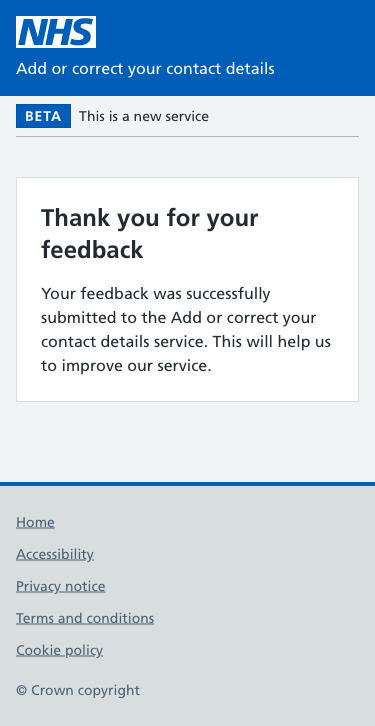 NHS
Add or correct your contact details
BETA This is a new service
Thank you for your
feedback
Your feedback was successfully
submitted to the Add or correct your
contact details service. This will help us
to improve our service.
Home
Accessibility
Privacy notice
Terms and conditions
Cookie policy
© Crown copyright